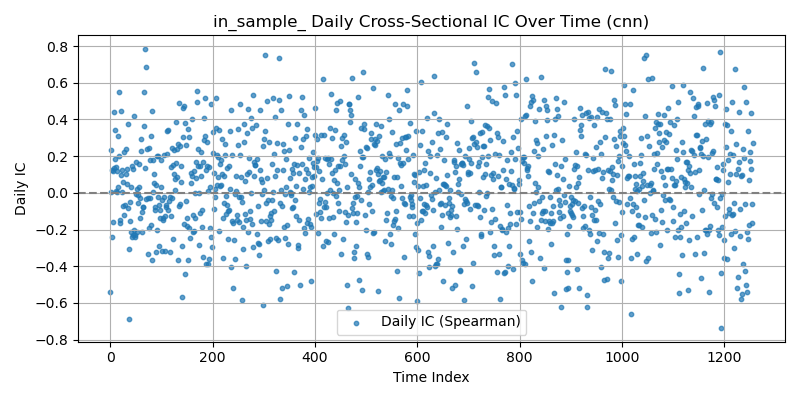 in_sample_ Daily Cross-Sectional IC Over Time (cnn)
Daily IC
0.8
0.6
0.4
0.2
0.0
−0.2
−0.4
−0.6
−0.8
Daily IC (Spearman)
0 200 400 600 800 1000 1200
Time Index